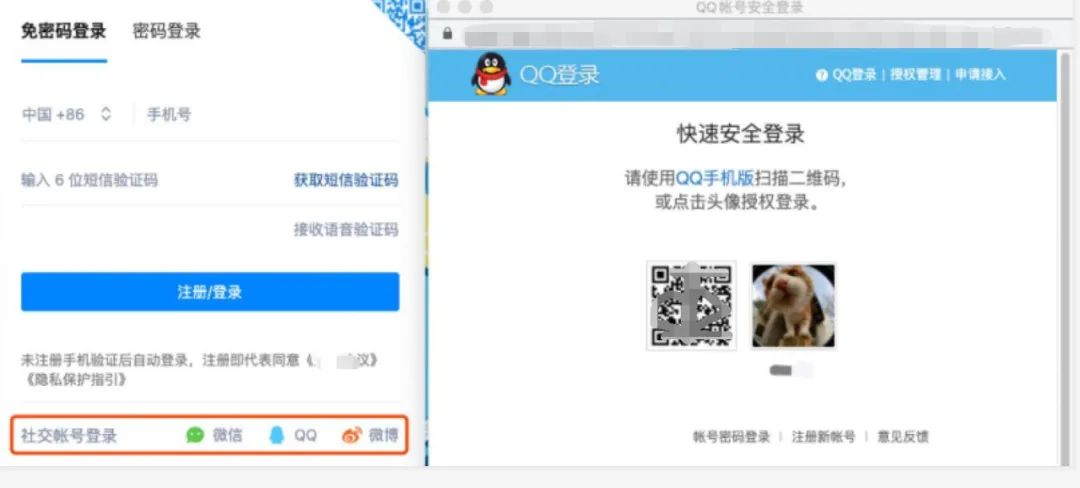 免密码登录 密码登录
中国 +86 手机号
输入 6 位短信验证码 获取短信验证码
接收语音验证码
注册/登录
未注册手机验证后自动登录，注册即代表同意《 议》
《隐私保护指引》
社交帐号登录 微信 QQ 微博
QQ帐号安全登录
QQ登录 QQ登录 | 授权管理 | 申请接入
快速安全登录
请使用QQ手机版扫描二维码，
或点击头像授权登录。
帐号密码登录 | 注册新帐号 | 意见反馈